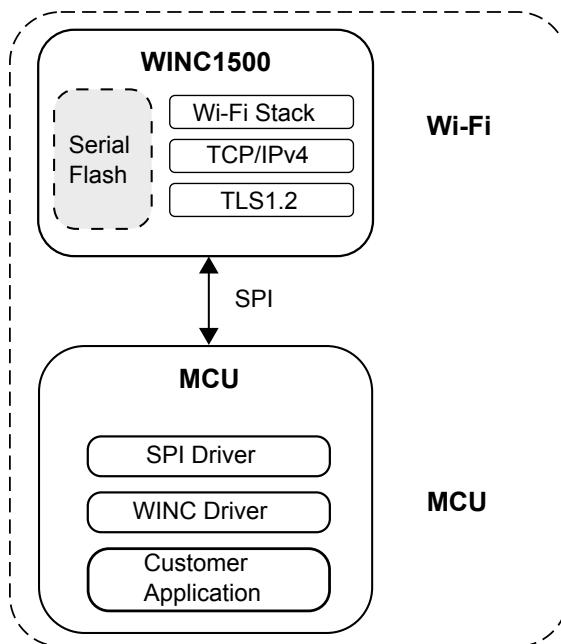 WINC1500
Wi-Fi
Serial
Flash
Wi-Fi Stack
TCP/IPv4
TLS1.2
SPI
MCU
SPI Driver
WINC Driver
MCU
Customer
Application